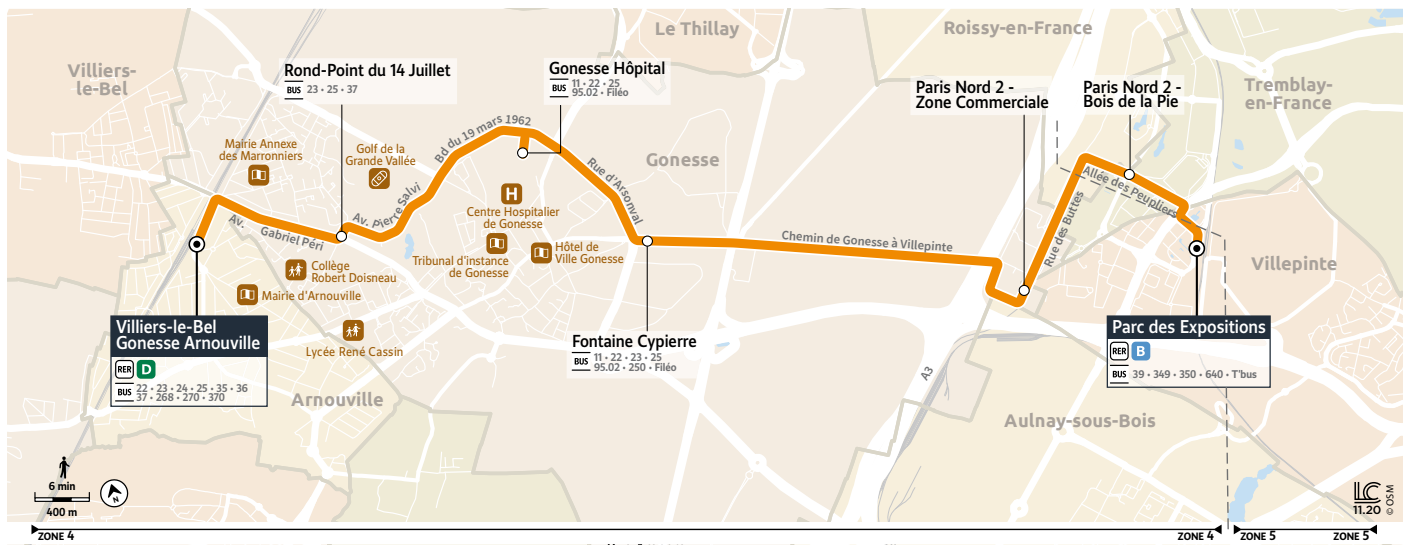 Le Thillay
Roissy-en-France
Villiers-
le-Bel
Rond-Point du 14 Juillet
BUS 23 • 25 • 37
Gonesse Hôpital
BUS 11 • 22 • 25
95.02 • Filéo
Paris Nord 2 -
Zone Commerciale
Paris Nord 2 -
Bois de la Pie
Tremblay-
en-France
Mairie Annexe
des Marronniers
Golf de la
Grande Vallée
Bd du 19 mars 1962
Gonesse
Rue d'Arsonval
Av. Pierre Salvi
Allée des Peupliers
H
Centre Hospitalier
de Gonesse
Av. Gabriel Péri
Tribunal d'instance
de Gonesse
Hôtel de
Ville Gonesse
Chemin de Gonesse à Villepinte
Rue des Buttes
Villepinte
Collège
Robert Doisneau
Mairie d'Arnouville
Villiers-le-Bel
Gonesse Arnouville
RER D
BUS 22 • 23 • 24 • 25 • 35 • 36
37 • 268 • 270 • 370
Lycée René Cassin
Fontaine Cypierre
BUS 11 • 22 • 23 • 25
95.02 • 250 • Filéo
Parc des Expositions
RER B
BUS 39 • 349 • 350 • 640 • T'bus
A3
Arnouville
Aulnay-sous-Bois
6 min
400 m
N
LC
11.20
© OSM
ZONE 4
ZONE 4
ZONE 5
ZONE 5